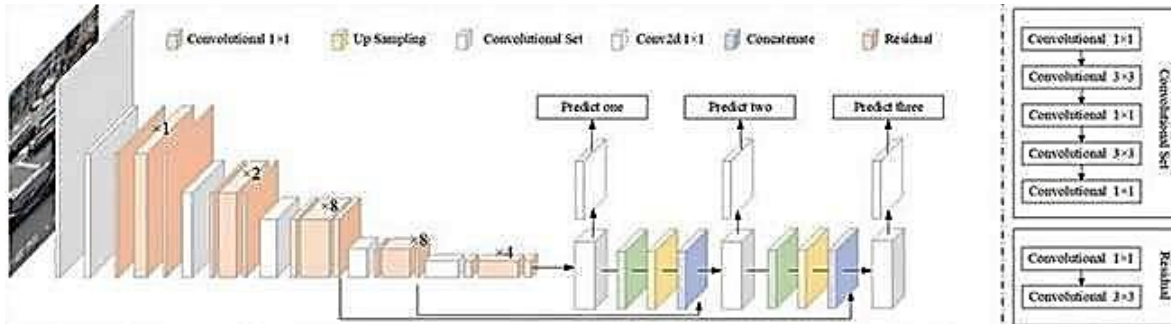 Convolutional 1×1
Up Sampling
Convolutional Set
Conv2d 1×1
Concatenate
Residual
×1
×2
×8
×8
×4
Predict one
Predict two
Predict three
Convolutional 1×1
Convolutional 3×3
Convolutional 1×1
Convolutional 3×3
Convolutional 1×1
Convolutional Set
Convolutional 1×1
Convolutional 3×3
Residual